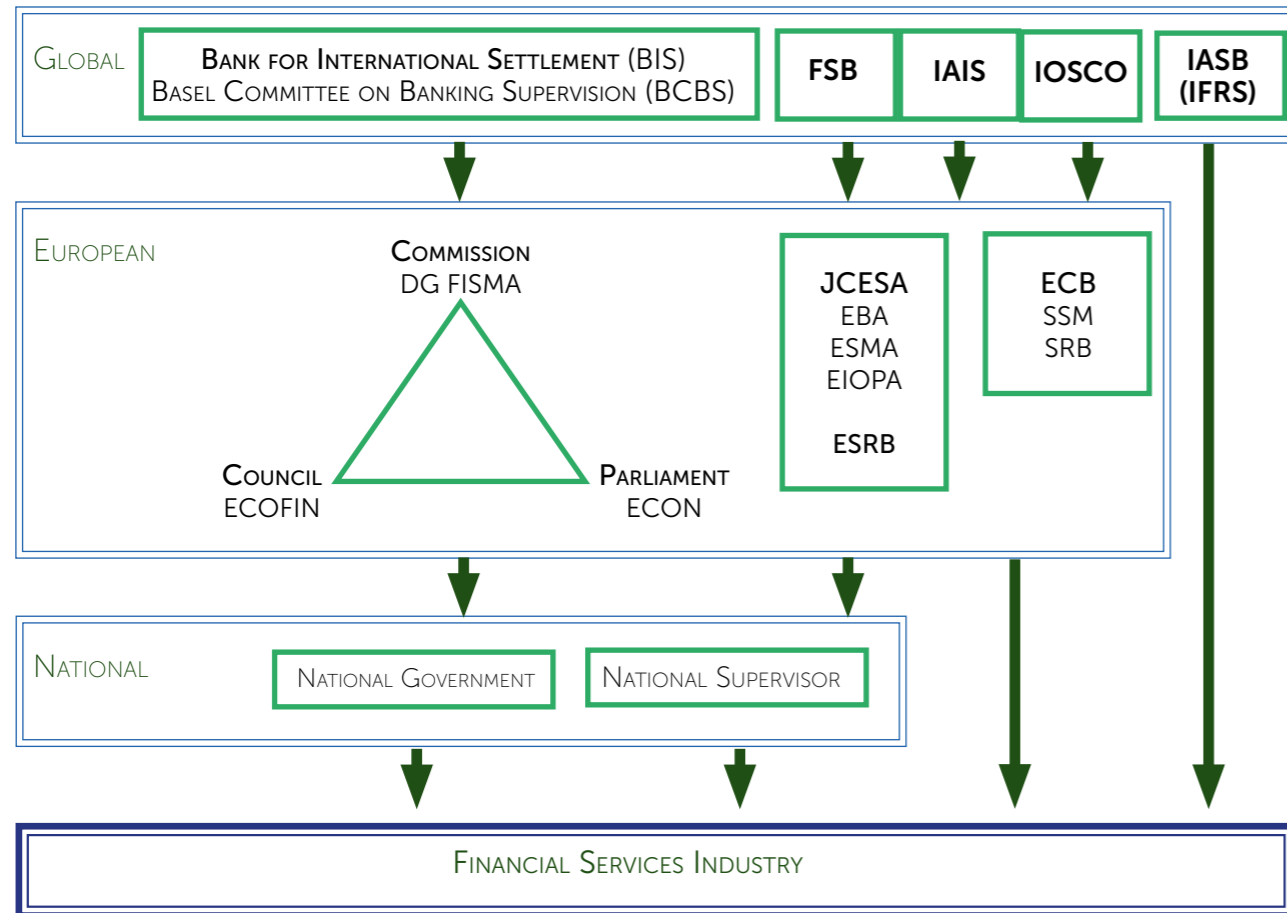 Global
Bank for International Settlement (BIS)
Basel Committee on Banking Supervision (BCBS)
FSB
IAIS
IOSCO
IASB
(IFRS)
European
Commission
DG FISMA
Council
ECOFIN
Parliament
ECON
JCESA
EBA
ESMA
EIOPA
ESRB
ECB
SSM
SRB
National
National Government
National Supervisor
Financial Services Industry